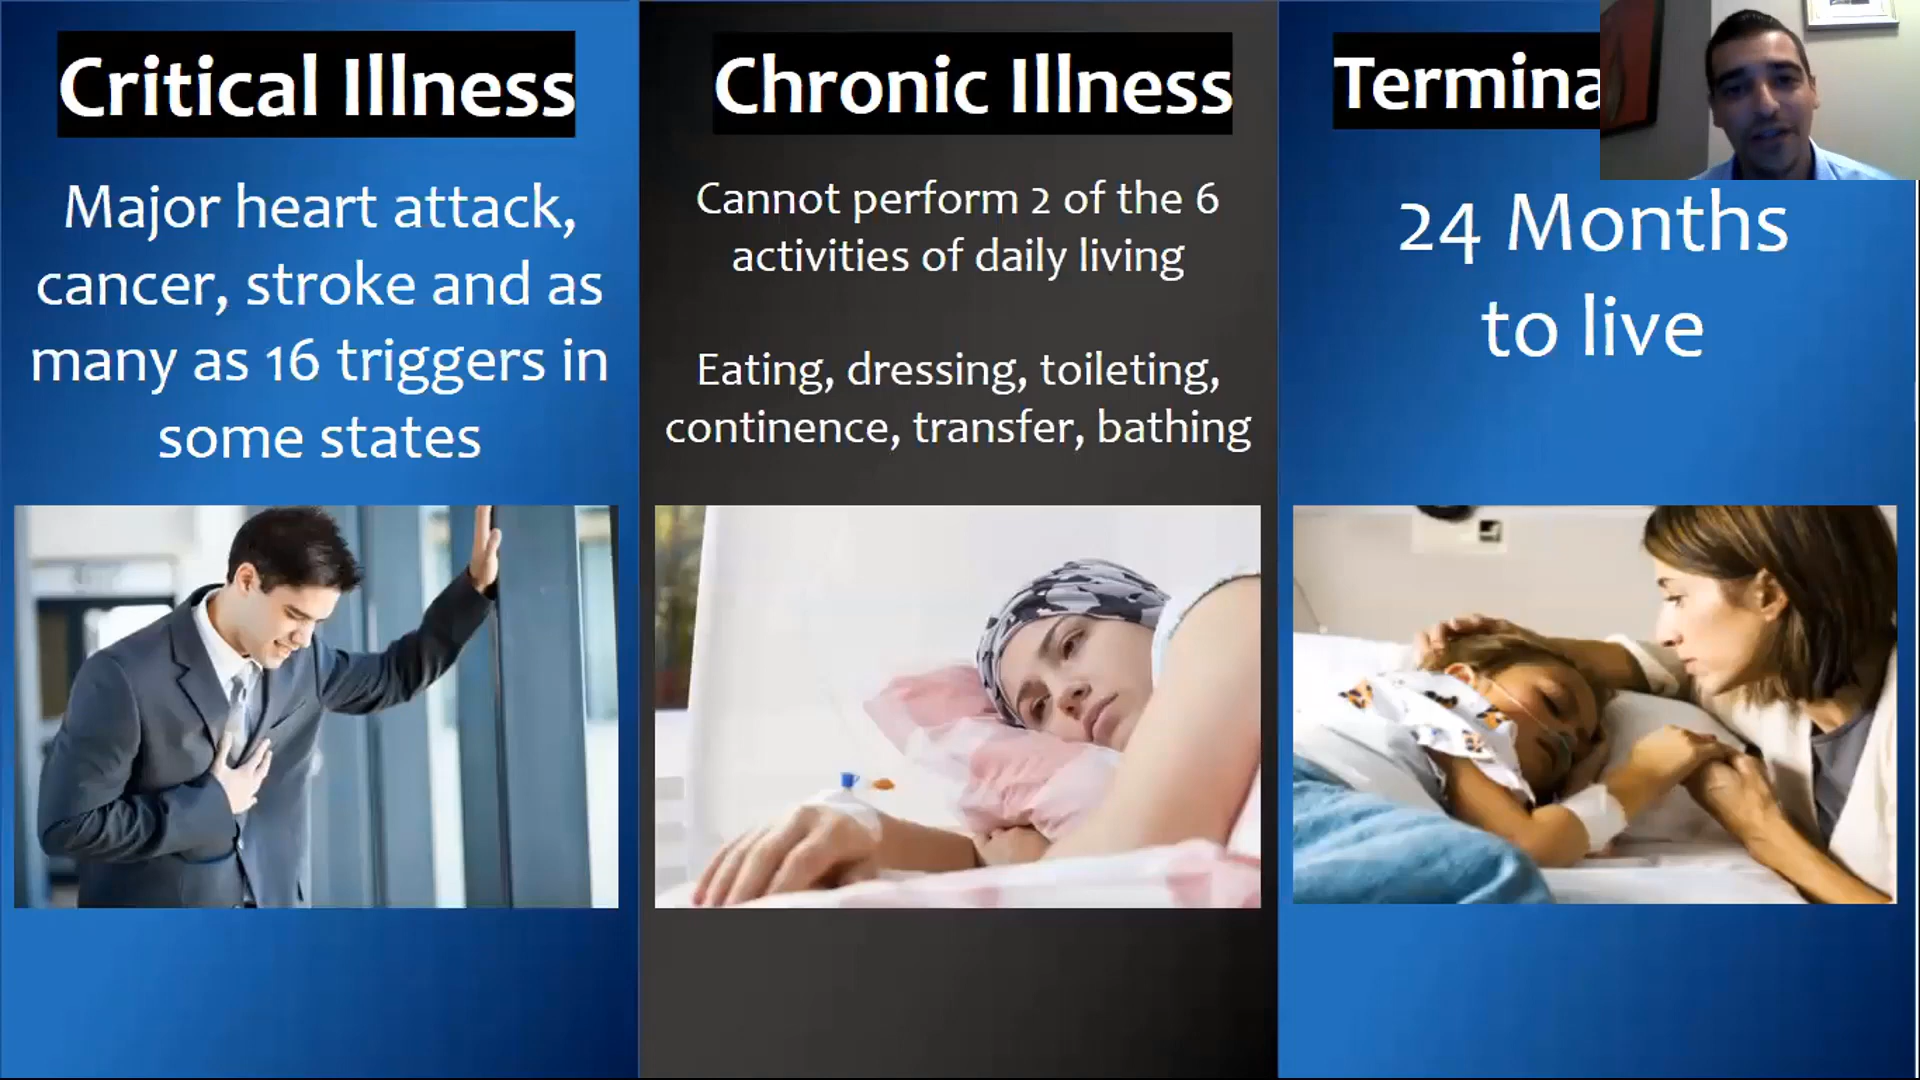 Critical Illness
Major heart attack,
cancer, stroke and as
many as 16 triggers in
some states
Chronic Illness
Cannot perform 2 of the 6
activities of daily living
Eating, dressing, toileting,
continence, transfer, bathing
24 Months
to live